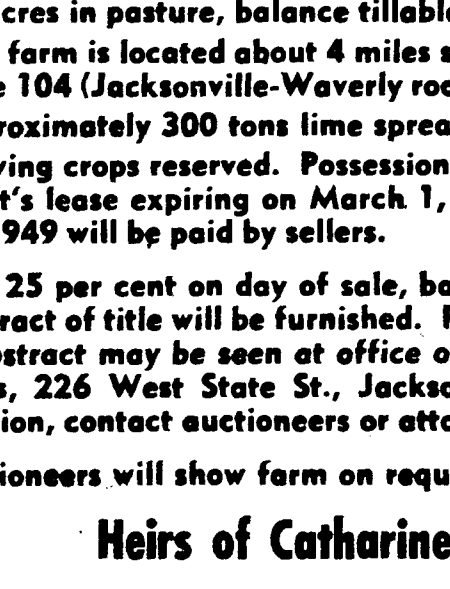 cres in pasture, balance tillabl
farm is located about 4 miles s
e 104 (Jacksonville-Waverly roa
roximately 300 tons lime sprea
ving crops reserved. Possession
t's lease expiring on March 1,
949 will be paid by sellers.
25 per cent on day of sale, ba
ract of title will be furnished.
stract may be seen at office o
s, 226 West State St., Jackso
ion, contact auctioneers or atto
ioneers will show farm on requ
Heirs of Catharine